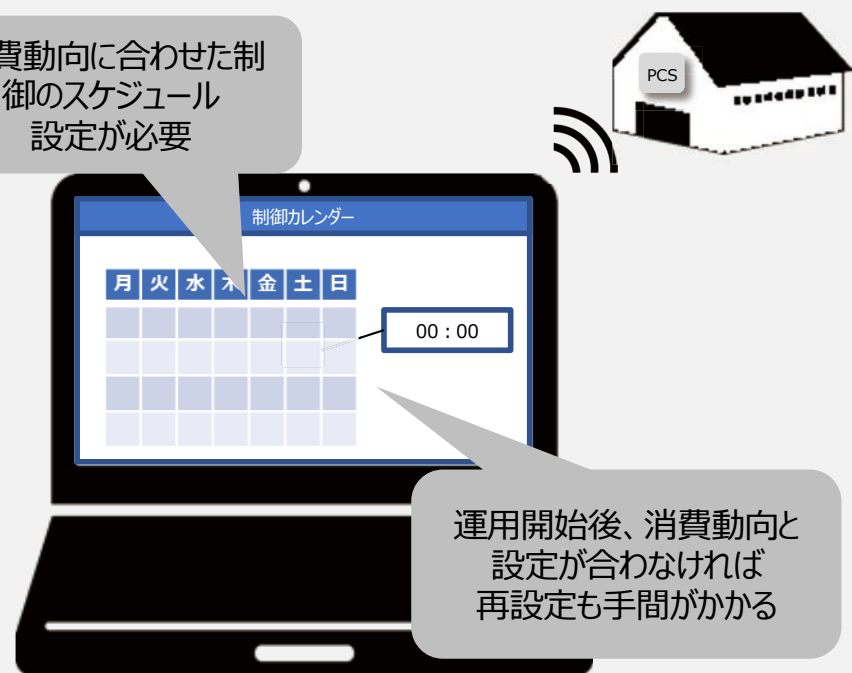 費動向に合わせた制
御のスケジュール
設定が必要
PCS
制御カレンダー
月 火 水 木 金 土 日
00：00
運用開始後、消費動向と
設定が合わなければ
再設定も手間がかかる